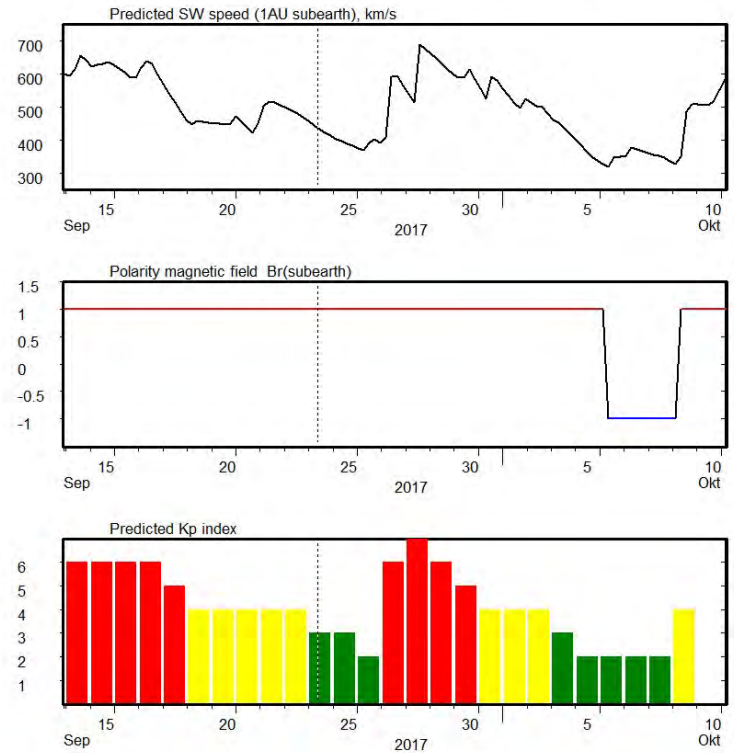 Predicted SW speed (1AU subearth), km/s
700
600
500
400
300
15 20 25 30 5 10
Sep 2017 Okt
Polarity magnetic field Br(subearth)
1.5
1
0.5
0
-0.5
-1
15 20 25 30 5 10
Sep 2017 Okt
Predicted Kp index
6
5
4
3
2
1
15 20 25 30 5 10
Sep 2017 Okt